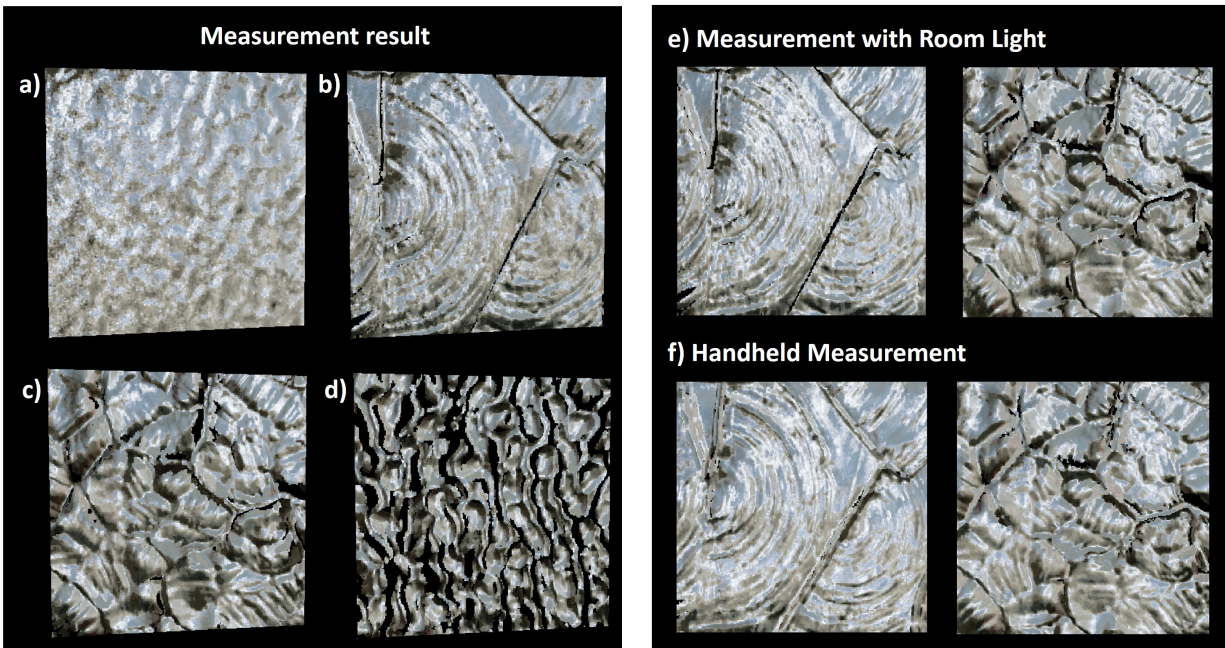 Measurement result
a)
b)
c)
d)
e) Measurement with Room Light
f) Handheld Measurement